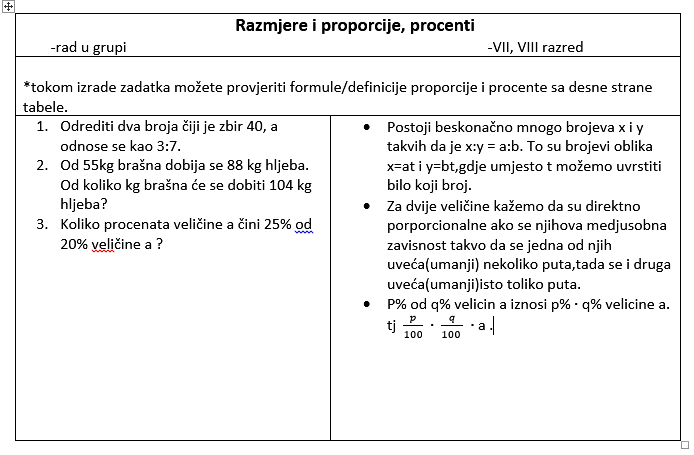 Razmjere i proporcije, procenti
-rad u grupi -VII, VIII razred
*tokom izrade zadatka možete provjeriti formule/definicije proporcije i procente sa desne strane
tabele.
1. Odrediti dva broja čiji je zbir 40, a
odnose se kao 3:7.
2. Od 55kg brašna dobija se 88 kg hljeba.
Od koliko kg brašna će se dobiti 104 kg
hljeba?
3. Koliko procenata veličine a čini 25% od
20% veličine a ?
• Postoji beskonačno mnogo brojeva x i y
takvih da je x:y = a:b. To su brojevi oblika
x=at i y=bt,gdje umjesto t možemo uvrstiti
bilo koji broj.
• Za dvije veličine kažemo da su direktno
porporcionalne ako se njihova medjusobna
zavisnost takvo da se jedna od njih
uveća(umanji) nekoliko puta,tada se i druga
uveća(umanji)isto toliko puta.
• P% od q% velicin a iznosi p% · q% velicine a.
tj p/100 · q/100 · a .